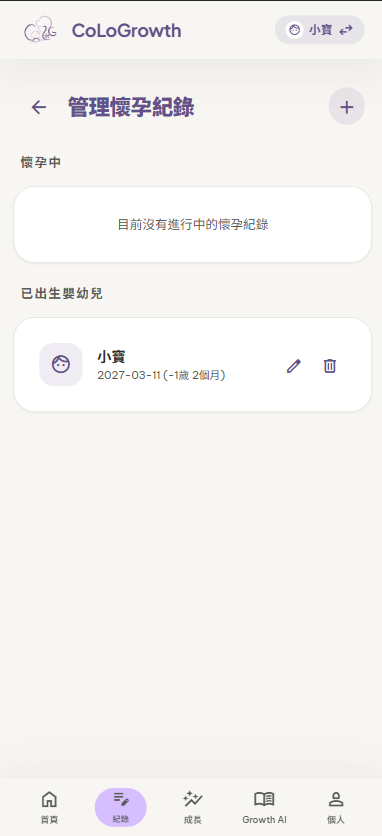 CoLoGrowth
小寶
管理懷孕紀錄
懷孕中
目前沒有進行中的懷孕紀錄
已出生嬰幼兒
小寶
2027-03-11 (-1歲 2個月)
首頁
紀錄
成長
Growth AI
個人